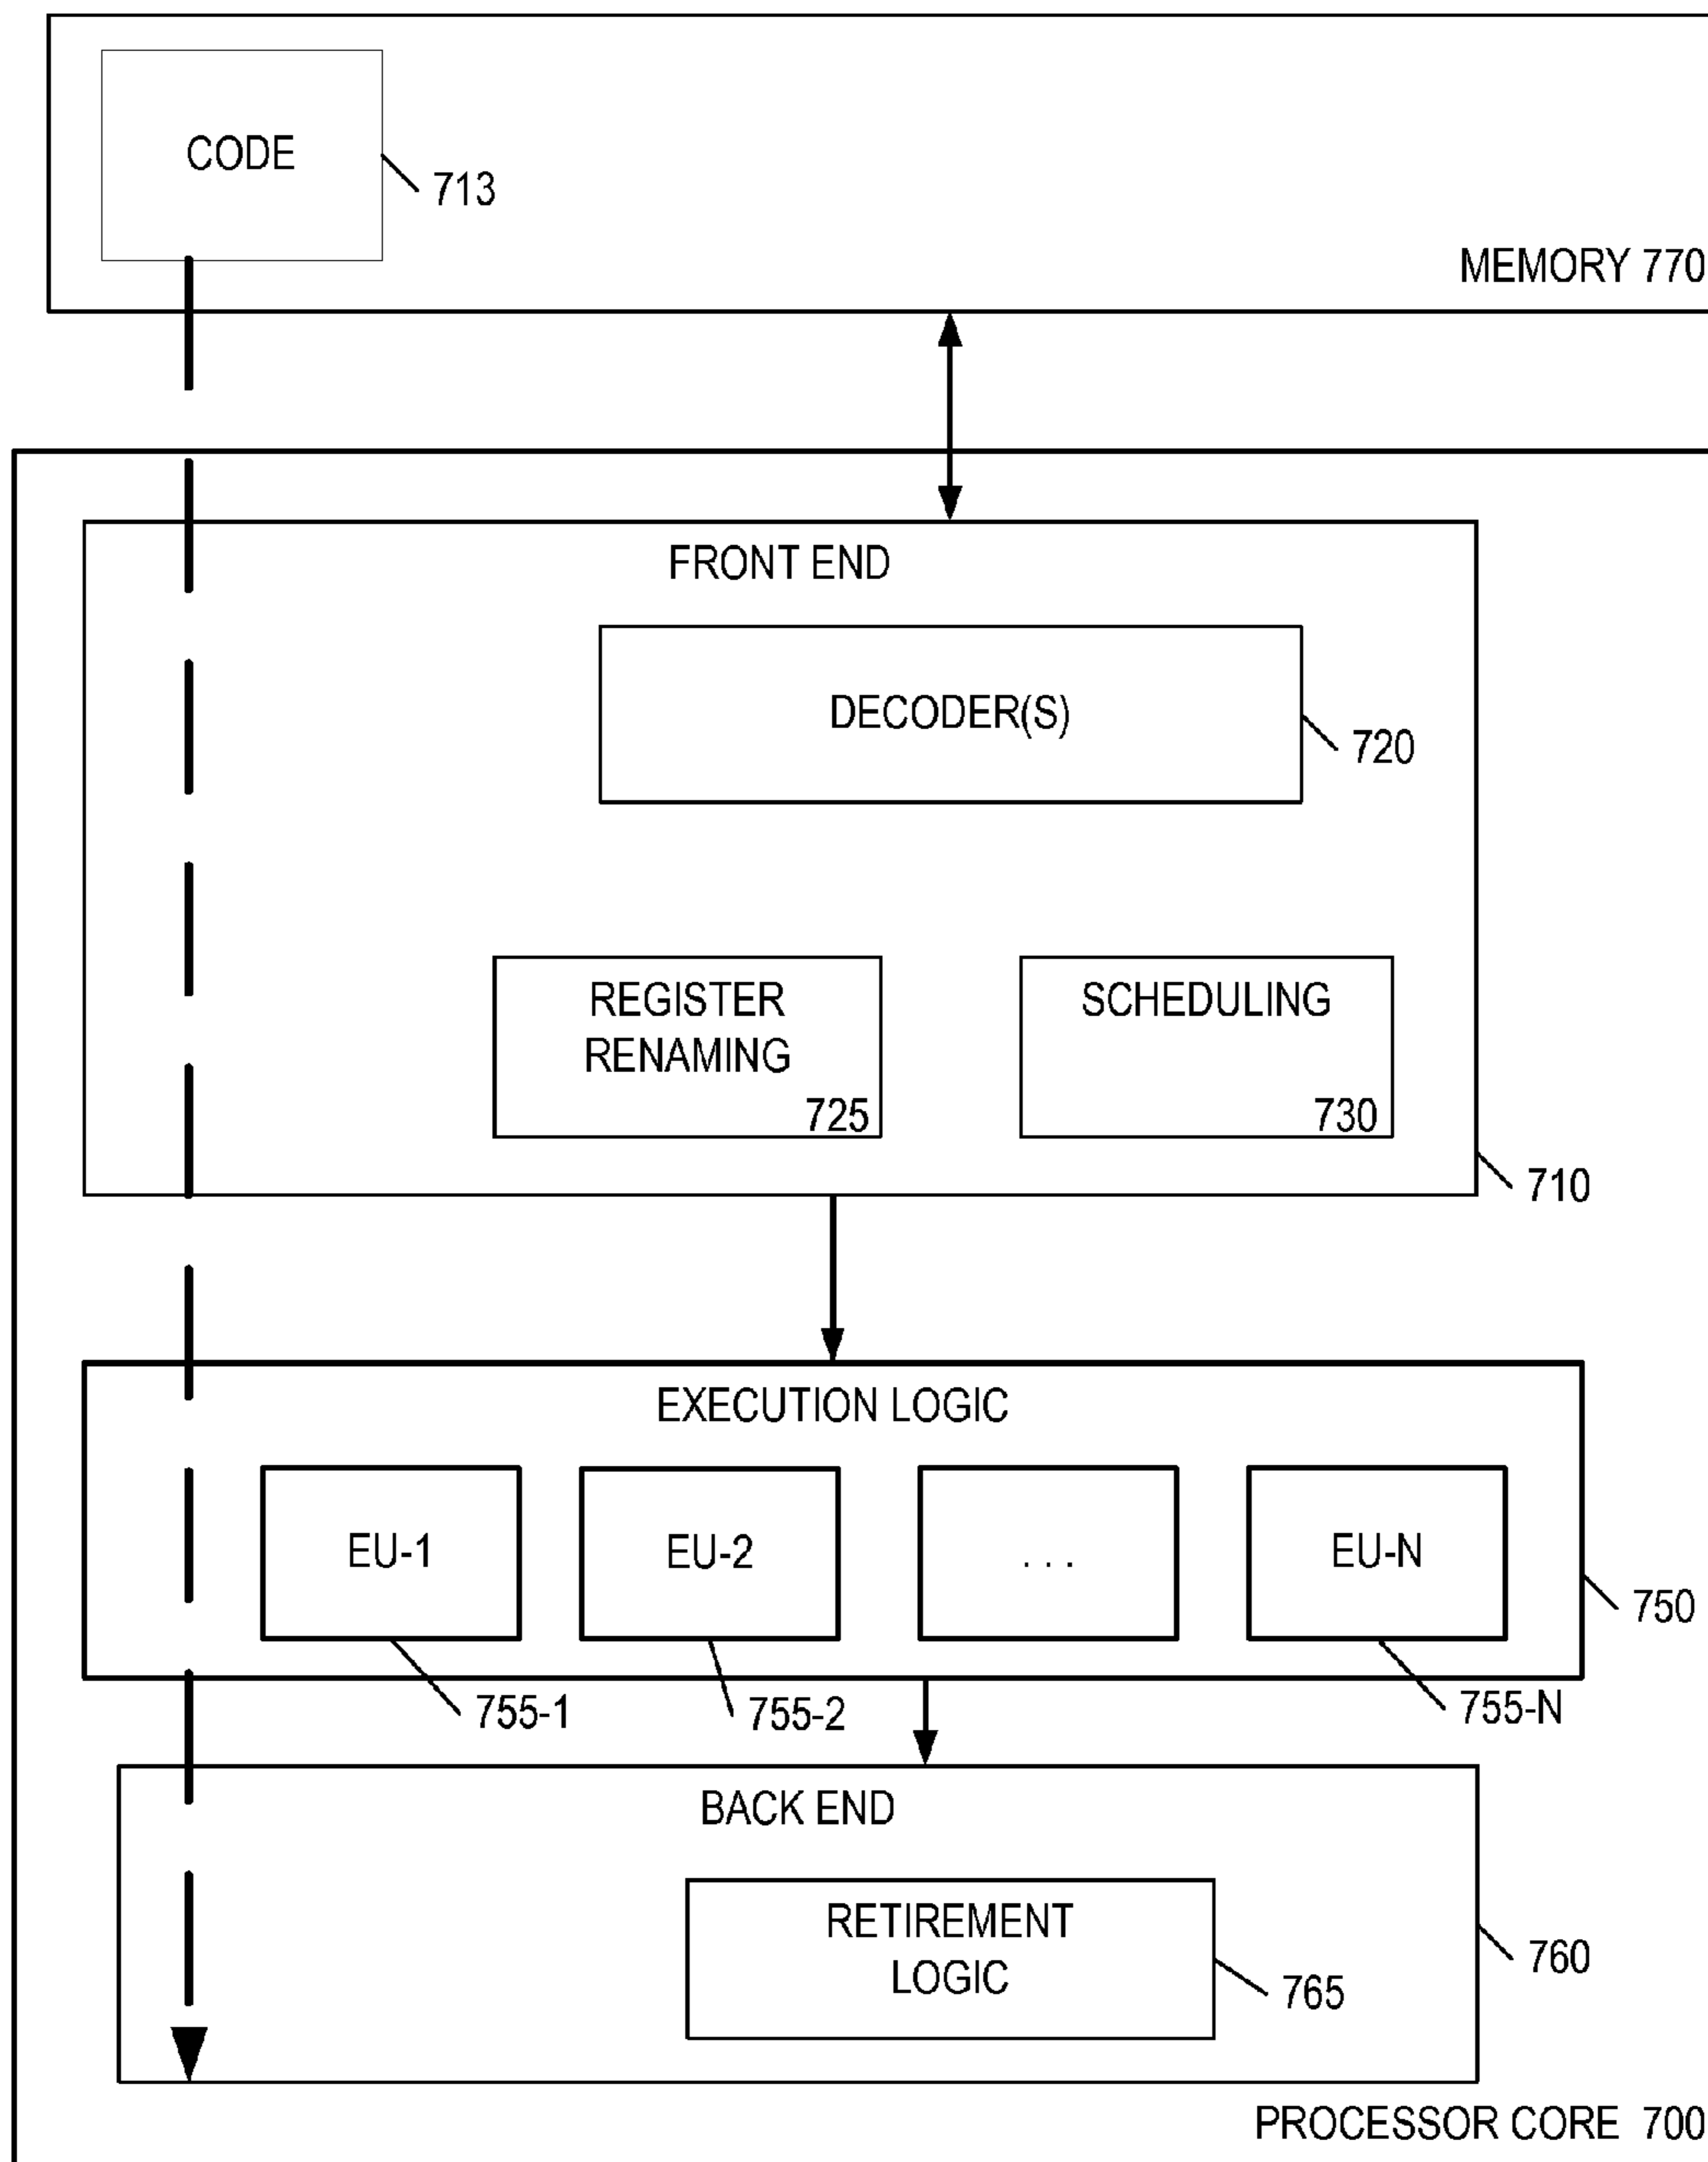 CODE
713
MEMORY 770
FRONT END
DECODER(S)
720
REGISTER
RENAMING
725
SCHEDULING
730
710
EXECUTION LOGIC
EU-1
EU-2
. . .
EU-N
750
755-1
755-2
755-N
BACK END
RETIREMENT
LOGIC
765
760
PROCESSOR CORE 700